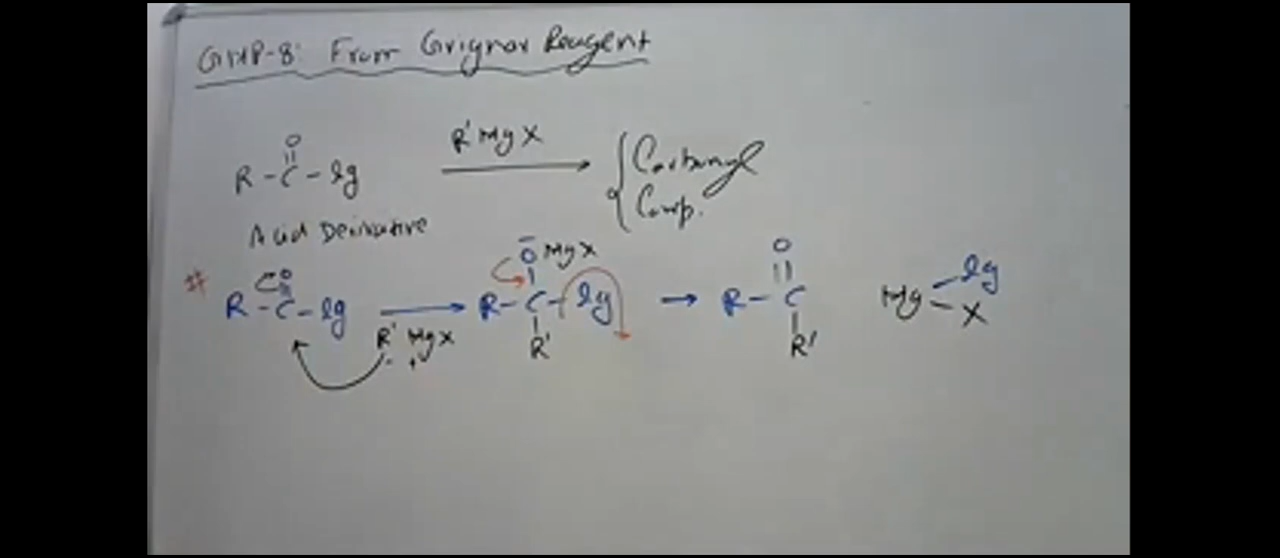 GMP-8: From Grignar Reagent
O
R - C - lg R'MgX { Carbonyl
Acid Derivative Comp.
# R - C - lg R' MgX R - C - lg R - C Mg lg X
O O MgX O
R' R'
- +